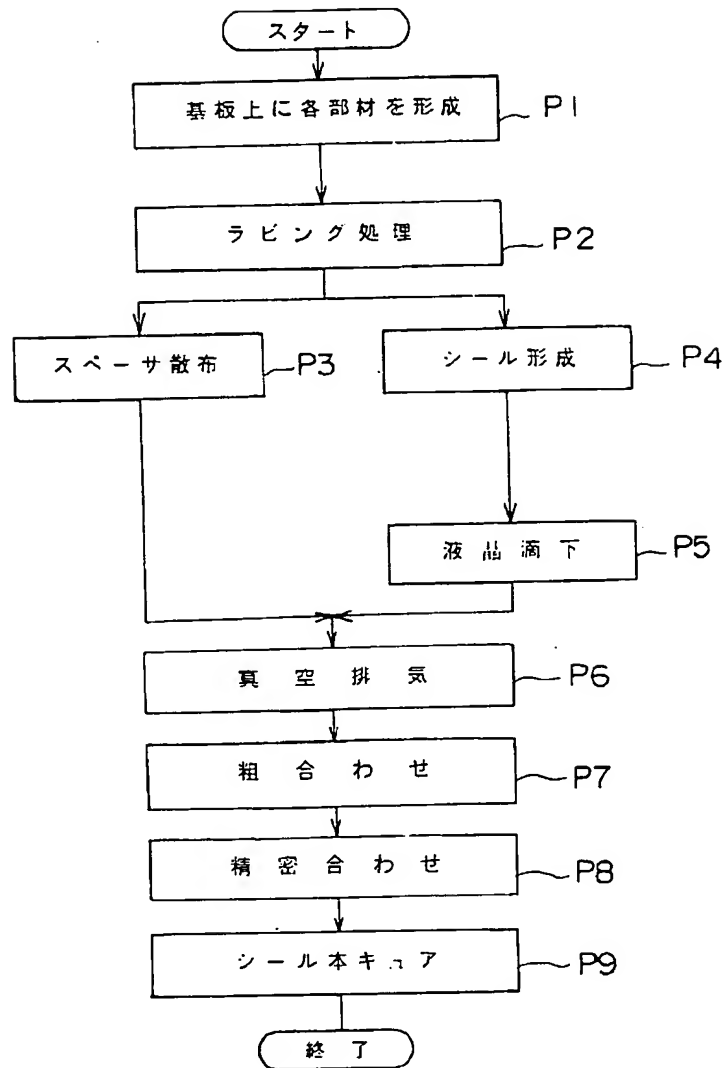 スタート
基板上に各部材を形成
P1
ラビング処理
P2
スペーサ散布
P3
シール形成
P4
液晶滴下
P5
真空排気
P6
粗合わせ
P7
精密合わせ
P8
シール本キュア
P9
終了